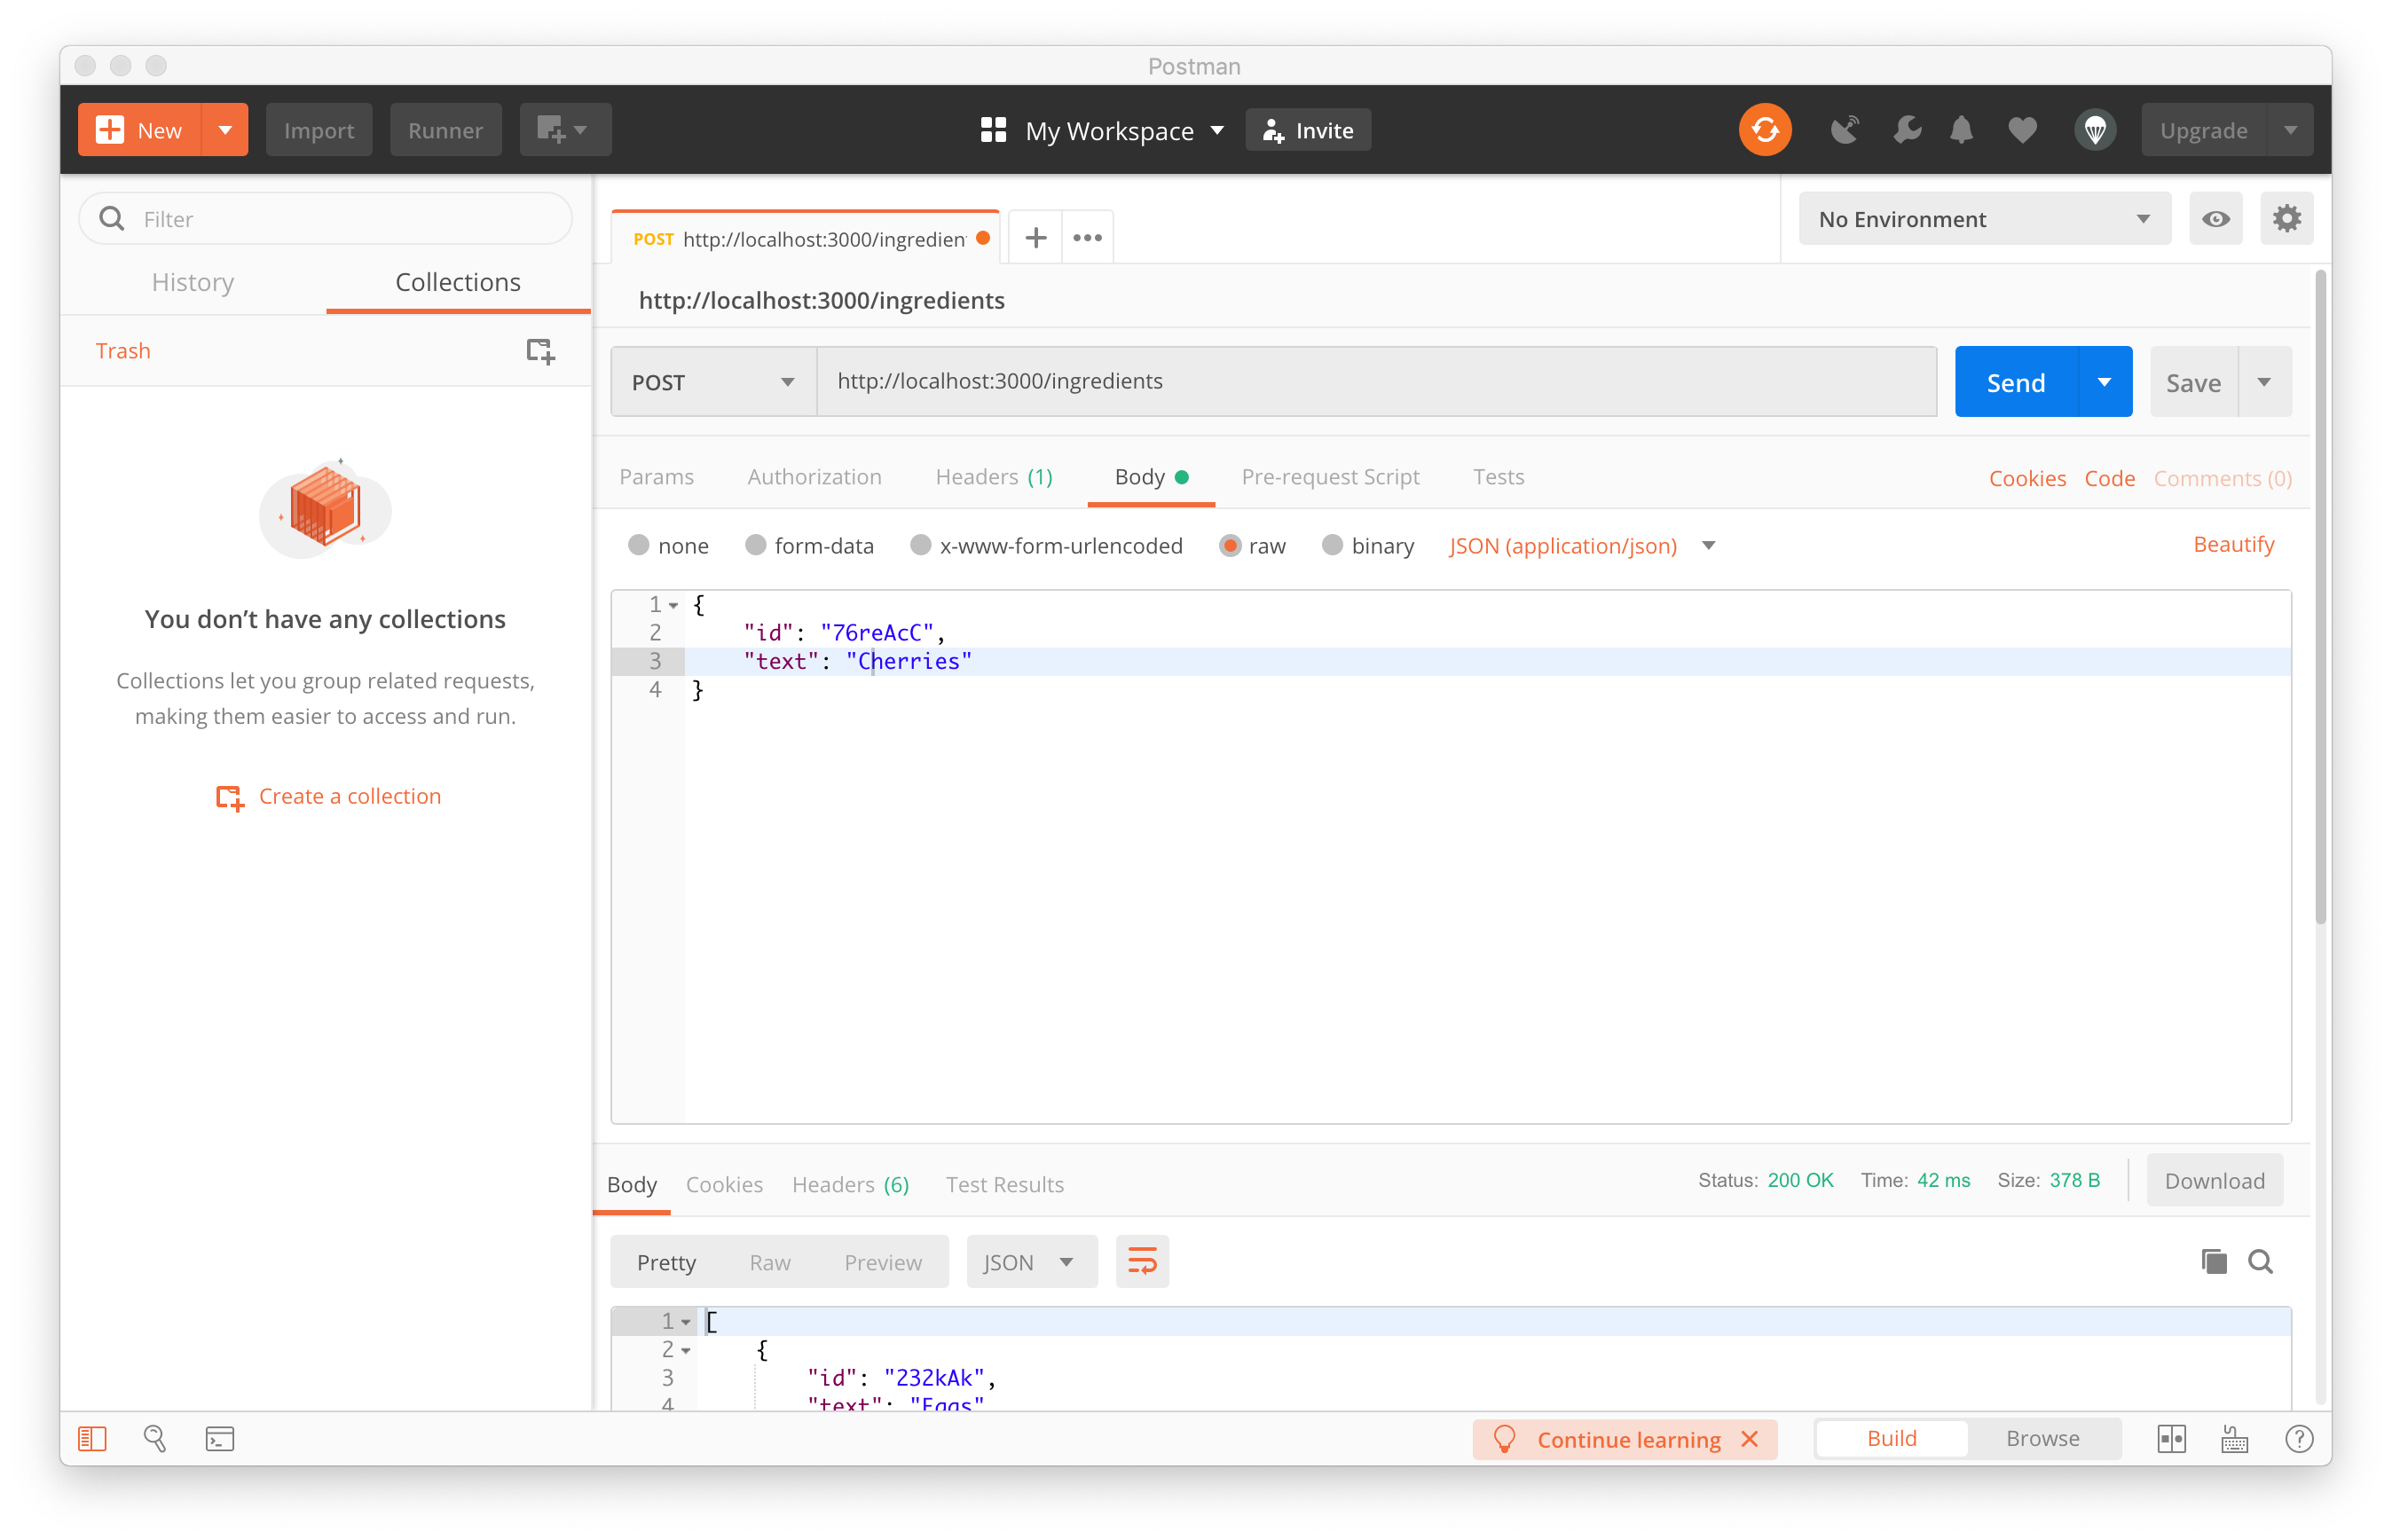 Postman
New
Import
Runner
My Workspace
Invite
Upgrade
Filter
History
Collections
Trash
You don’t have any collections
Collections let you group related requests,
making them easier to access and run.
Create a collection
POST http://localhost:3000/ingredien
No Environment
http://localhost:3000/ingredients
POST
http://localhost:3000/ingredients
Send
Save
Params
Authorization
Headers (1)
Body
Pre-request Script
Tests
Cookies
Code
Comments (0)
none
form-data
x-www-form-urlencoded
raw
binary
JSON (application/json)
Beautify
1 {
2 "id": "76reAcC",
3 "text": "Cherries"
4 }
Body
Cookies
Headers (6)
Test Results
Status: 200 OK
Time: 42 ms
Size: 378 B
Download
Pretty
Raw
Preview
JSON
1 [
2 {
3 "id": "232kAk",
4 "text": "Eggs"
Continue learning
Build
Browse